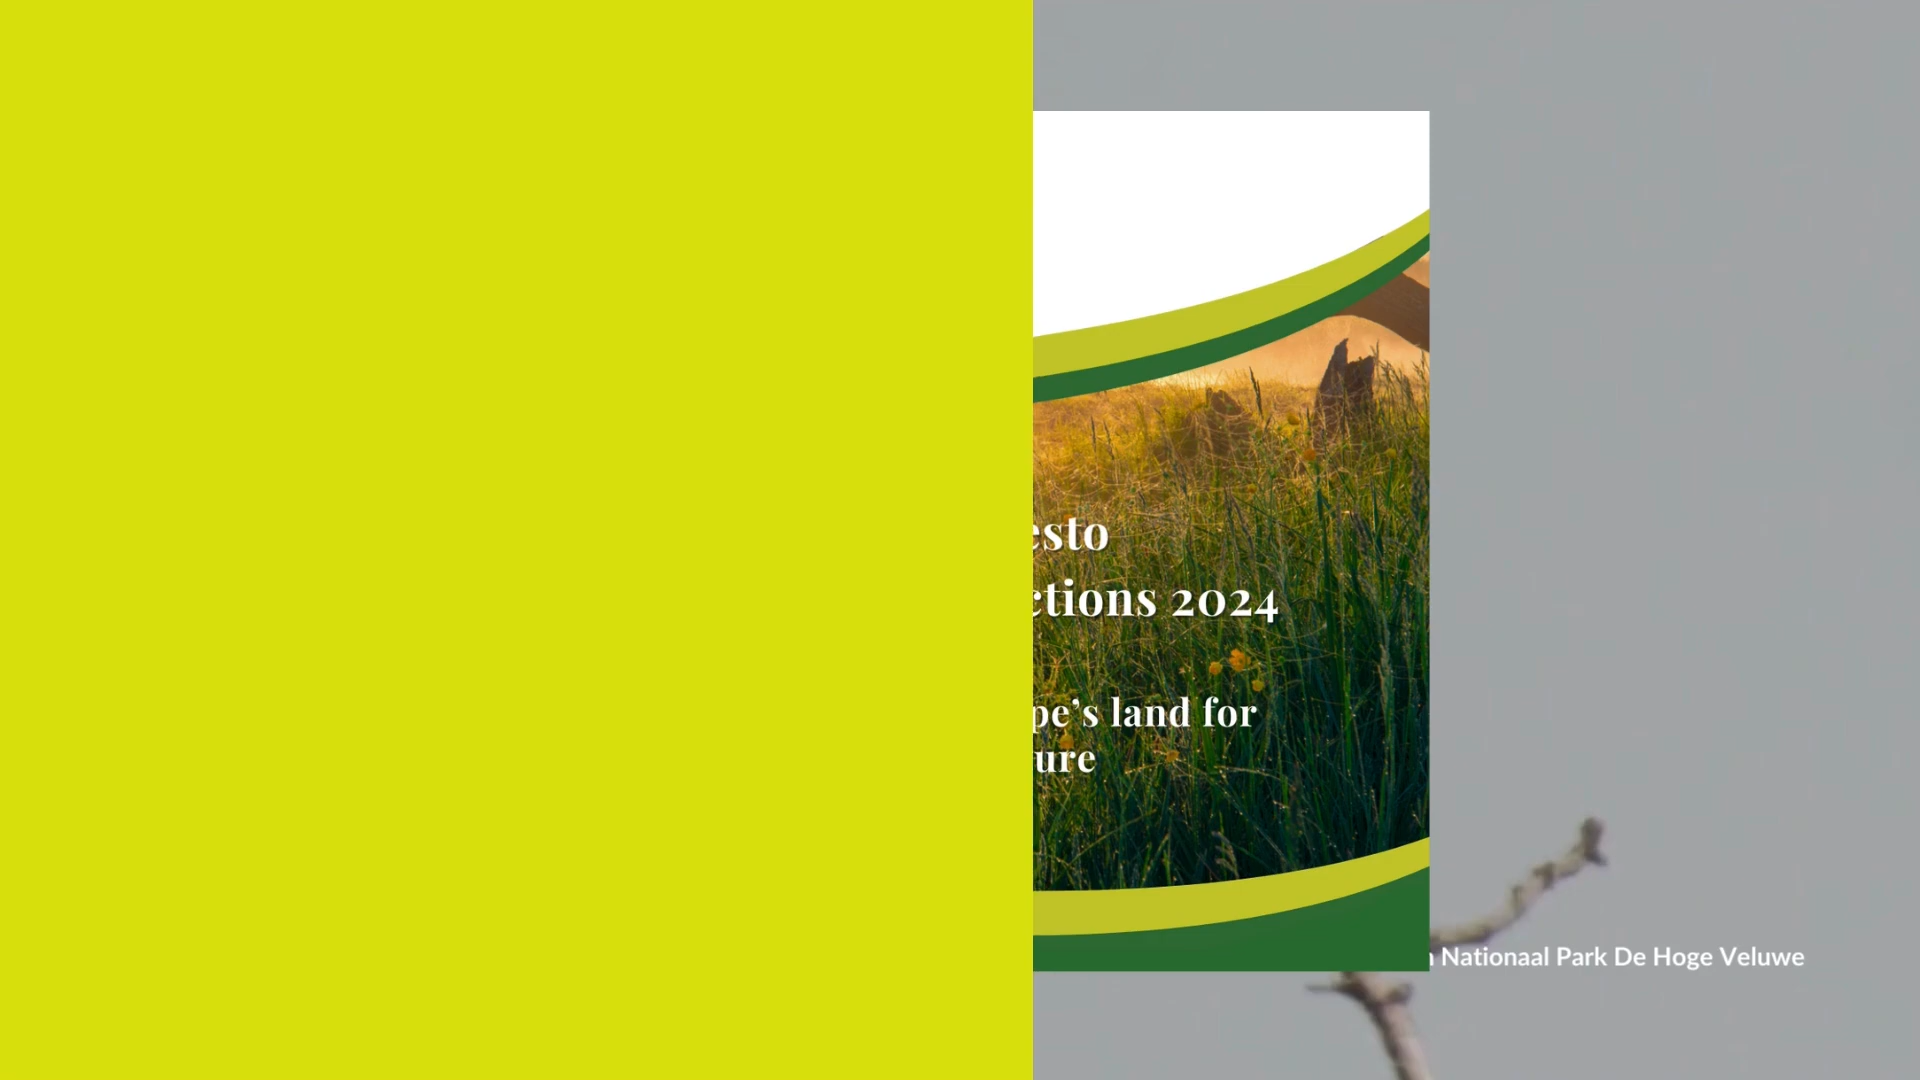 esto
ctions 2024
pe’s land for
ure
Nationaal Park De Hoge Veluwe